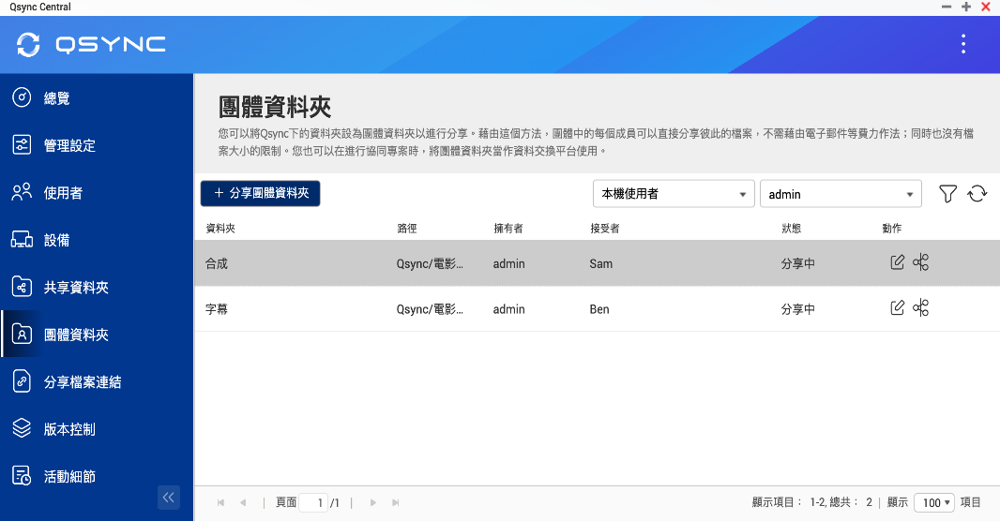 Qsync Central
QSYNC
總覽
管理設定
使用者
設備
共享資料夾
團體資料夾
分享檔案連結
版本控制
活動細節
團體資料夾
您可以將Qsync下的資料夾設為團體資料夾以進行分享。藉由這個方法，團體中的每個成員可以直接分享彼此的檔案，不需藉由電子郵件等費力作法；同時也沒有檔
案大小的限制。您也可以在進行協同專案時，將團體資料夾當作資料交換平台使用。
+ 分享團體資料夾 本機使用者 admin
資料夾 路徑 擁有者 接受者 狀態 動作
合成 Qsync/電影... admin Sam 分享中
字幕 Qsync/電影... admin Ben 分享中
頁面 1 /1 顯示項目： 1-2, 總共： 2 | 顯示 100 項目